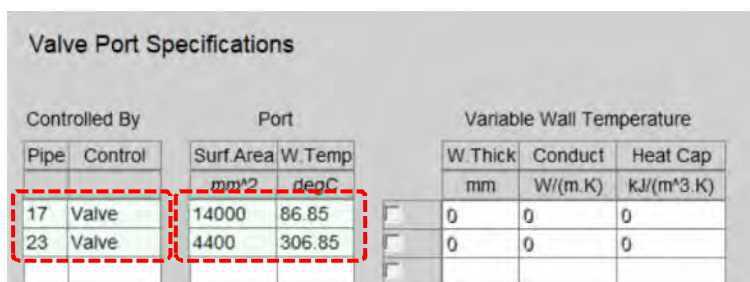 Valve Port Specifications
Controlled By Port Variable Wall Temperature
Pipe Control Surf.Area W.Temp W.Thick Conduct Heat Cap
mm^2 degC mm W/(m.K) kJ/(m^3.K)
17 Valve 14000 86.85 0 0 0
23 Valve 4400 306.85 0 0 0